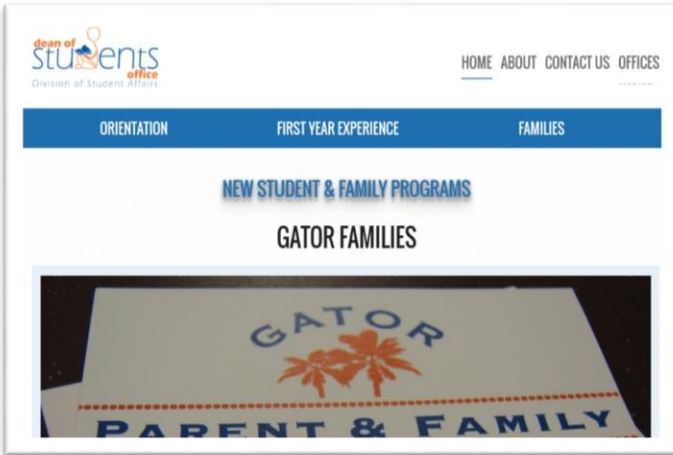 dean of
stuDents
office
Division of Student Affairs
HOME ABOUT CONTACT US OFFICES
ORIENTATION FIRST YEAR EXPERIENCE FAMILIES
NEW STUDENT & FAMILY PROGRAMS
GATOR FAMILIES
GATOR
PARENT & FAMILY